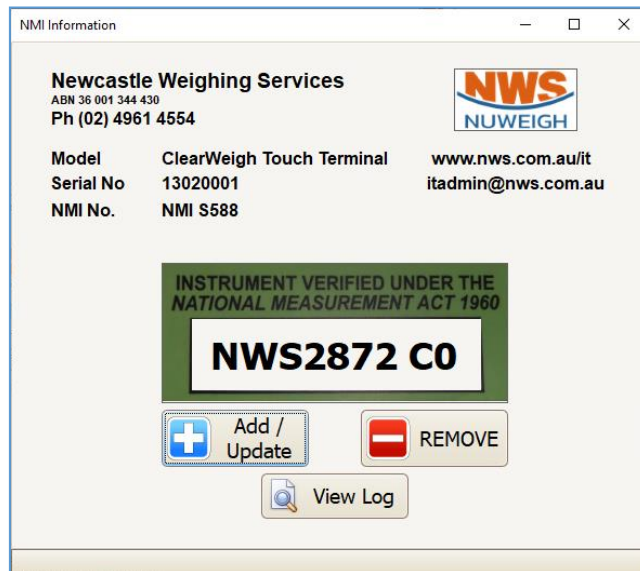 NMI Information
Newcastle Weighing Services
ABN 36 001 344 430
Ph (02) 4961 4554
NWS
NUWEIGH
Model ClearWeigh Touch Terminal www.nws.com.au/it
Serial No 13020001 itadmin@nws.com.au
NMI No. NMI S588
INSTRUMENT VERIFIED UNDER THE
NATIONAL MEASUREMENT ACT 1960
NWS2872 C0
Add /
Update
REMOVE
View Log